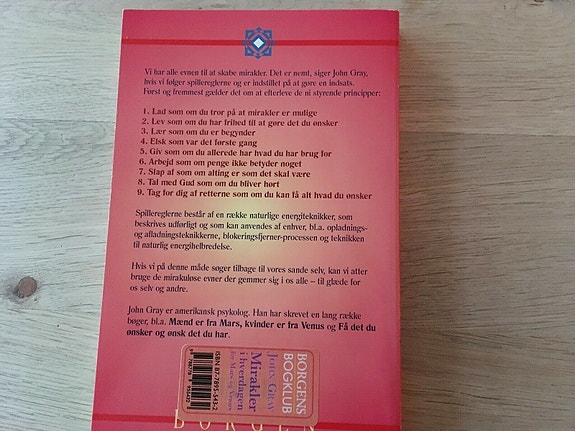 Vi har alle evnen til at skabe mirakler. Det er nemt, siger John Gray,
hvis vi følger spillereglerne og er indstillet på at gøre en indsats.
Først og fremmest gælder det om at efterleve de ni styrende principper:
1. Lad som om du tror på at mirakler er mulige
2. Lev som om du har frihed til at gøre det du ønsker
3. Lær som om du er begynder
4. Elsk som var det første gang
5. Giv som om du allerede har hvad du har brug for
6. Arbejd som om penge ikke betyder noget
7. Slap af som om alting er som det skal være
8. Tal med Gud som om du bliver hørt
9. Tag for dig af retterne som om du kan få alt hvad du ønsker
Spillereglerne består af en række naturlige energiteknikker, som
beskrives udførligt og som kan anvendes af enhver, bl.a. opladnings-
og afladningsteknikkerne, blokeringsfjerner-processen og teknikken
til naturlig energihelbredelse.
Hvis vi på denne måde søger tilbage til vores sande selv, kan vi atter
bruge de mirakuløse evner der gemmer sig i os alle – til glæde for
os selv og andre.
John Gray er amerikansk psykolog. Han har skrevet en lang række
bøger, bl.a. Mænd er fra Mars, kvinder er fra Venus og Få det du
ønsker og ønsk det du har.
BORGENS
BOGKLUB
JOHN GRAY
Mirakler
i hverdagen
for Mars og Venus
ISBN 87-7895-543-2
BORGEN